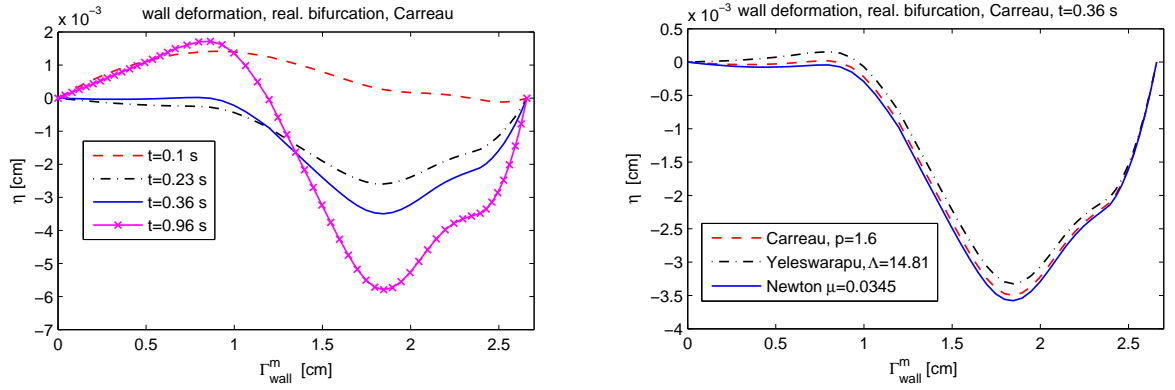 wall deformation, real. bifurcation, Carreau
x 10⁻³
2
1
0
−1
−2
−3
−4
−5
−6
−7
η [cm]
t=0.1 s
t=0.23 s
t=0.36 s
t=0.96 s
0 0.5 1 1.5 2 2.5
Γᵐwall [cm]
wall deformation, real. bifurcation, Carreau, t=0.36 s
x 10⁻³
0.5
0
−0.5
−1
−1.5
−2
−2.5
−3
−3.5
−4
η [cm]
Carreau, p=1.6
Yeleswarapu, Λ=14.81
Newton μ=0.0345
0 0.5 1 1.5 2 2.5
Γᵐwall [cm]